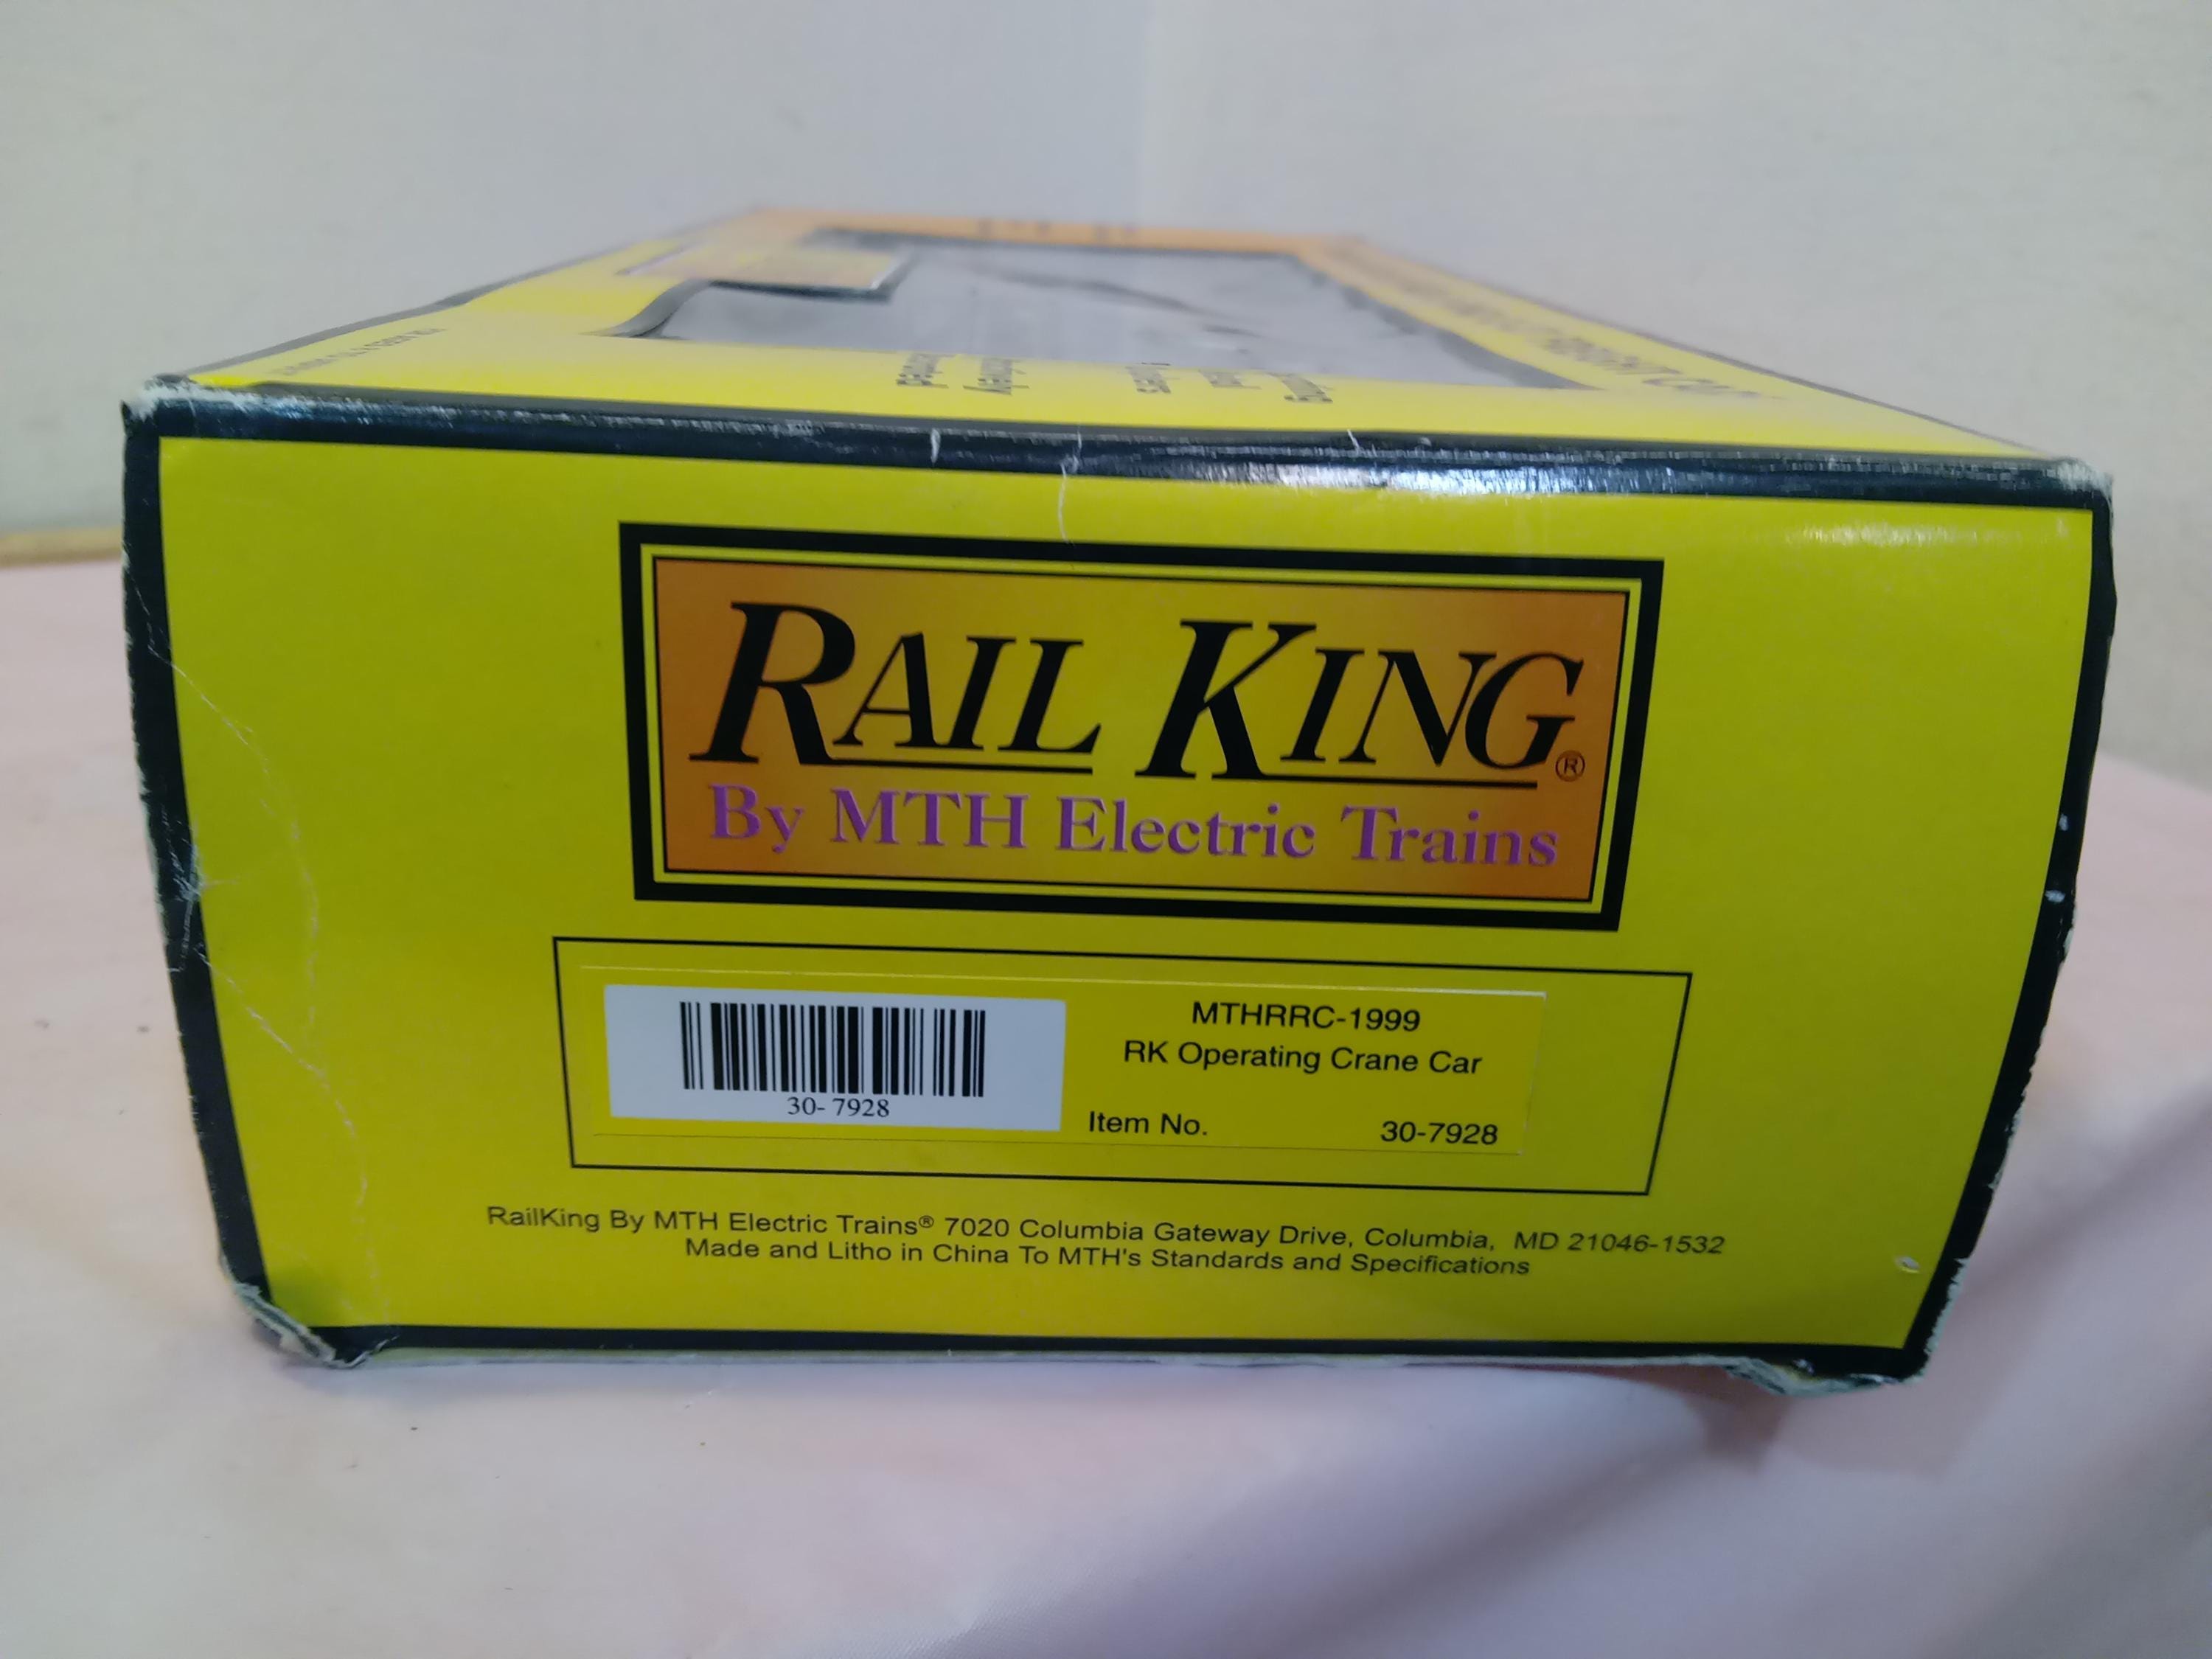 FREIGHT CAR
RAIL KING®
By MTH Electric Trains
MTHRRC-1999
RK Operating Crane Car
30-7928
Item No. 30-7928
RailKing By MTH Electric Trains® 7020 Columbia Gateway Drive, Columbia, MD 21046-1532
Made and Litho in China To MTH's Standards and Specifications